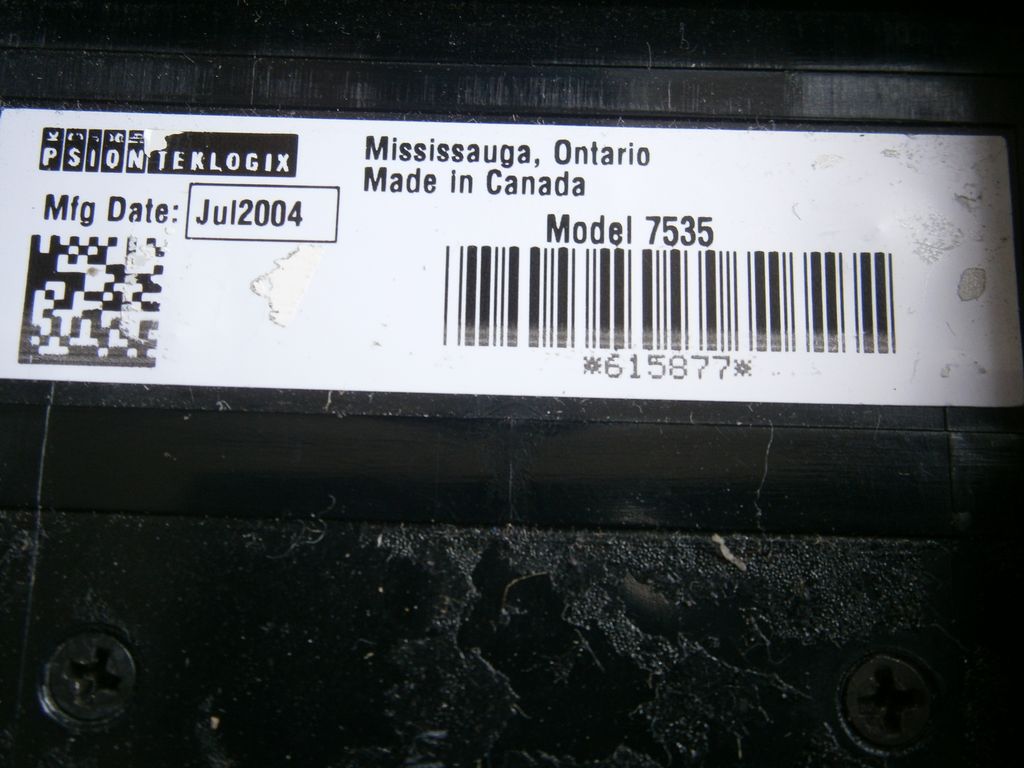 PSION TEKLOGIX
Mississauga, Ontario
Made in Canada
Mfg Date: Jul2004
Model 7535
*615877*